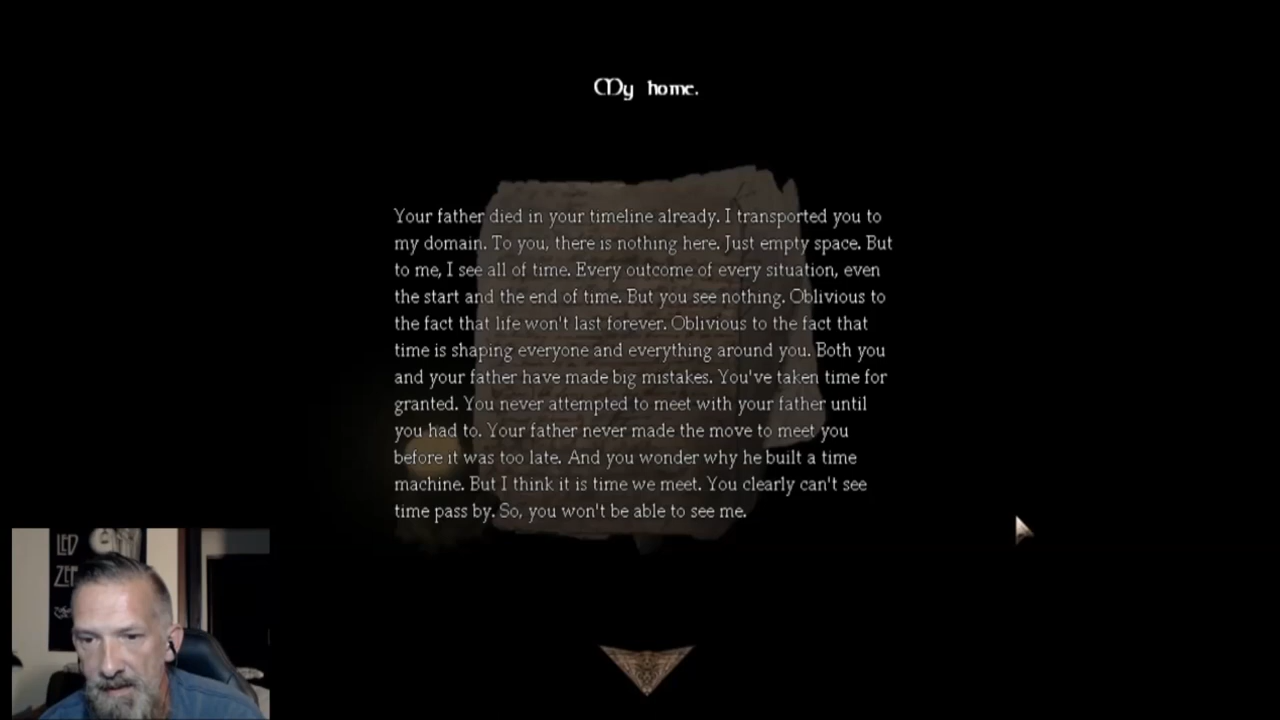 My home.
Your father died in your timeline already. I transported you to
my domain. To you, there is nothing here. Just empty space. But
to me, I see all of time. Every outcome of every situation, even
the start and the end of time. But you see nothing. Oblivious to
the fact that life won't last forever. Oblivious to the fact that
time is shaping everyone and everything around you. Both you
and your father have made big mistakes. You've taken time for
granted. You never attempted to meet with your father until
you had to. Your father never made the move to meet you
before it was too late. And you wonder why he built a time
machine. But I think it is time we meet. You clearly can't see
time pass by. So, you won't be able to see me.
LED
ZEP